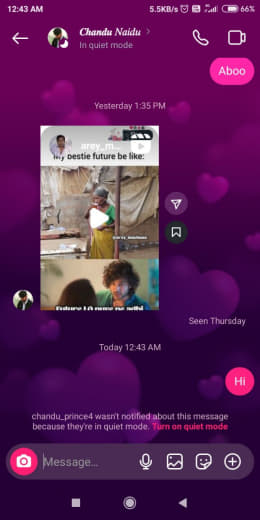 12:43 AM
5.5KB/s
66%
Chandu Naidu
In quiet mode
Aboo
Yesterday 1:35 PM
arey_m...
My bestie future be like:
Seen Thursday
Today 12:43 AM
Hi
chandu_prince4 wasn't notified about this message
because they're in quiet mode. Turn on quiet mode
Message...